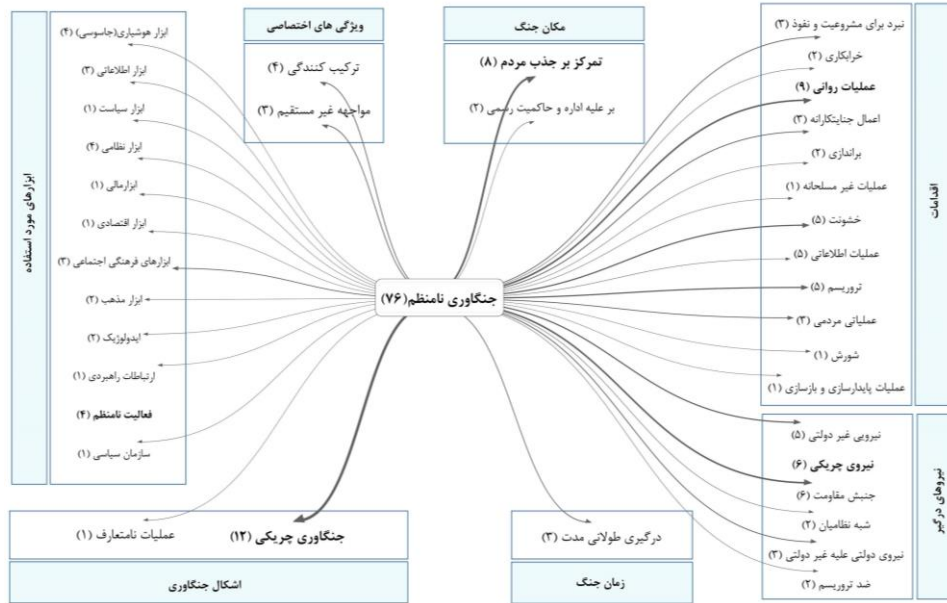 نبرد برای مشروعیت و نفوذ (۳)
خرابکاری (۲)
عملیات روانی (۹)
اعمال جنایتکارانه (۳)
براندازی (۲)
عملیات غیر مسلحانه (۱)
خشونت (۵)
عملیات اطلاعاتی (۵)
تروریسم (۵)
عملیاتی مردمی (۳)
شورش (۱)
عملیات پایدارسازی و بازسازی (۱)
اقدامات
نیرویی غیر دولتی (۵)
نیروی چریکی (۶)
جنبش مقاومت (۶)
شبه نظامیان (۲)
نیروی دولتی علیه غیر دولتی (۳)
ضد تروریسم (۲)
نیروهای درگیر
مکان جنگ
تمرکز بر جذب مردم (۸)
بر علیه اداره و حاکمیت رسمی (۲)
ویژگی های اختصاصی
ترکیب کنندگی (۴)
مواجهه غیر مستقیم (۳)
جنگاوری نامنظم(۷۶)
درگیری طولانی مدت (۳)
زمان جنگ
جنگاوری چریکی (۱۲)
عملیات نامتعارف (۱)
اشکال جنگاوری
ابزار هوشیاری(جاسوسی) (۴)
ابزار اطلاعاتی (۳)
ابزار سیاست (۱)
ابزار نظامی (۴)
ابزارمالی (۱)
ابزار اقتصادی (۱)
ابزارهای فرهنگی اجتماعی (۳)
ابزار مذهب (۲)
ایدولوژیک (۲)
ارتباطات راهبردی (۱)
فعالیت نامنظم (۴)
سازمان سیاسی (۱)
ابزارهای مورد استفاده